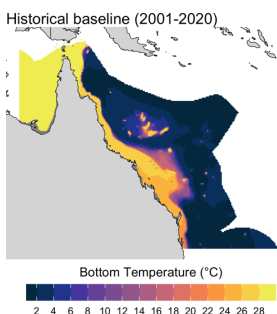 Historical baseline (2001-2020)
Bottom Temperature (°C)
2 4 6 8 10 12 14 16 18 20 22 24 26 28